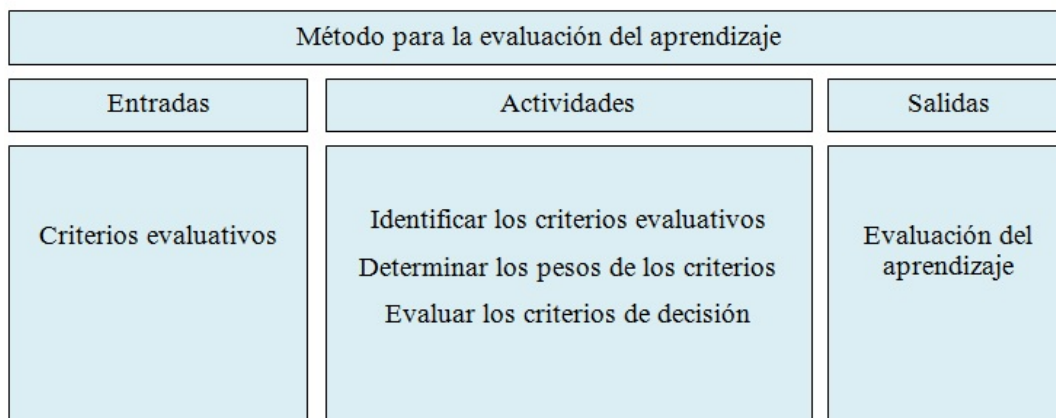 Método para la evaluación del aprendizaje
Entradas
Actividades
Salidas
Criterios evaluativos
Identificar los criterios evaluativos
Determinar los pesos de los criterios
Evaluar los criterios de decisión
Evaluación del
aprendizaje